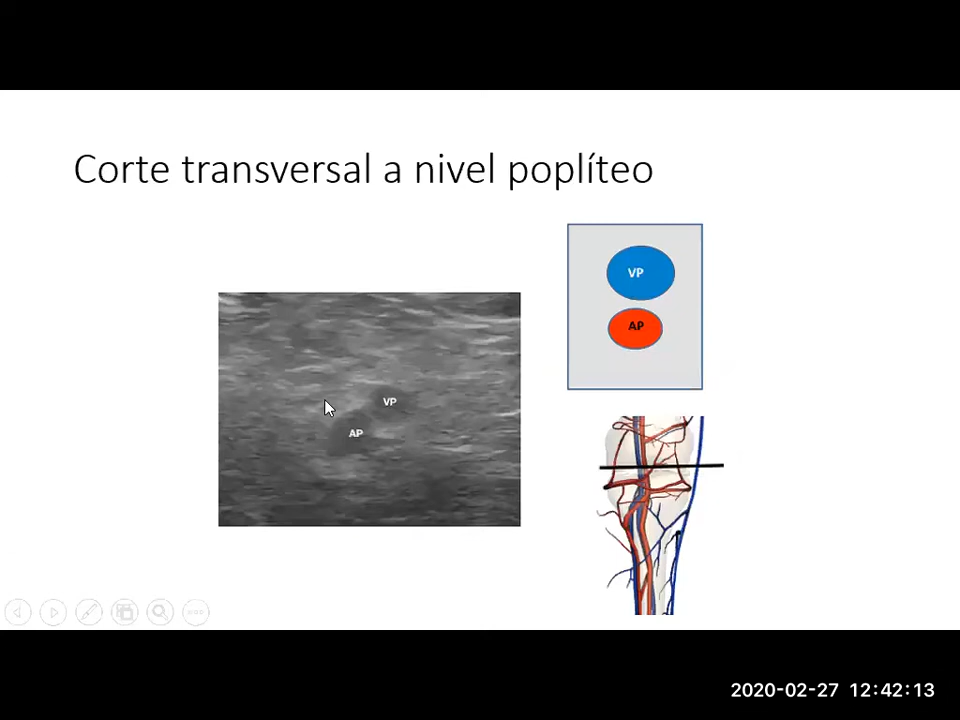 Corte transversal a nivel poplíteo
VP
AP
VP
AP
2020-02-27 12:42:13